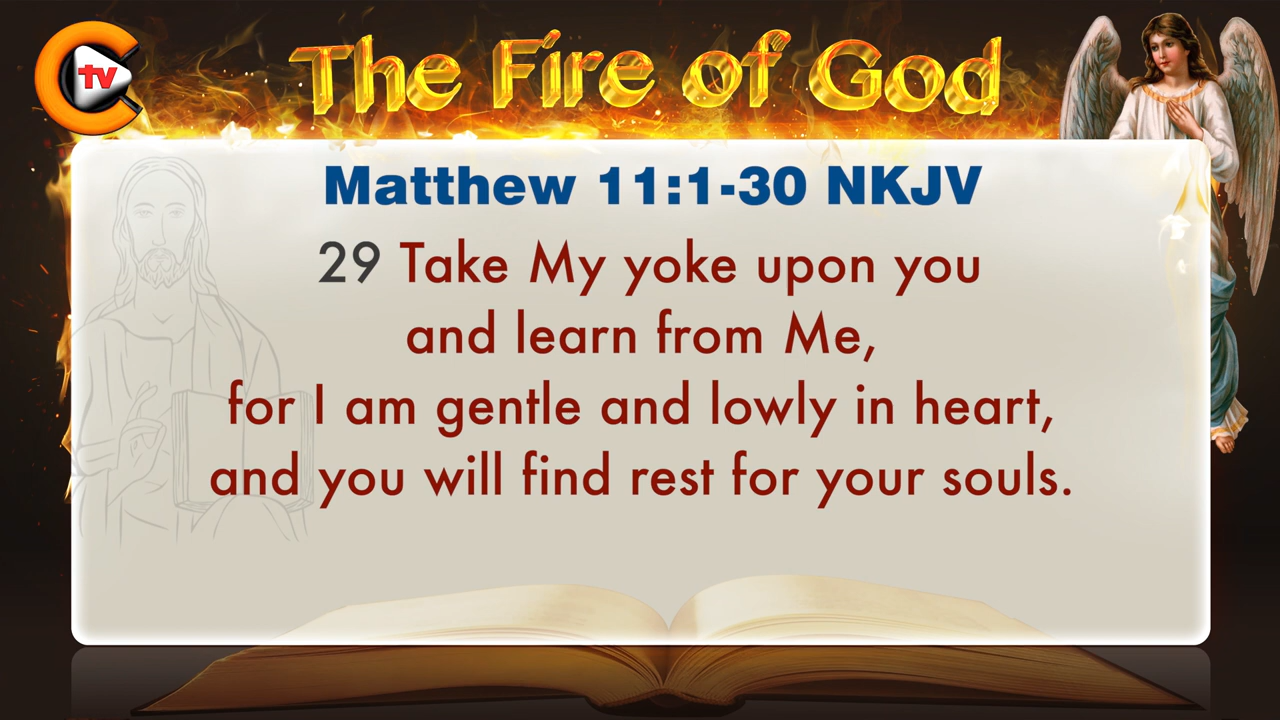 tv
The Fire of God
Matthew 11:1-30 NKJV
29 Take My yoke upon you
and learn from Me,
for I am gentle and lowly in heart,
and you will find rest for your souls.